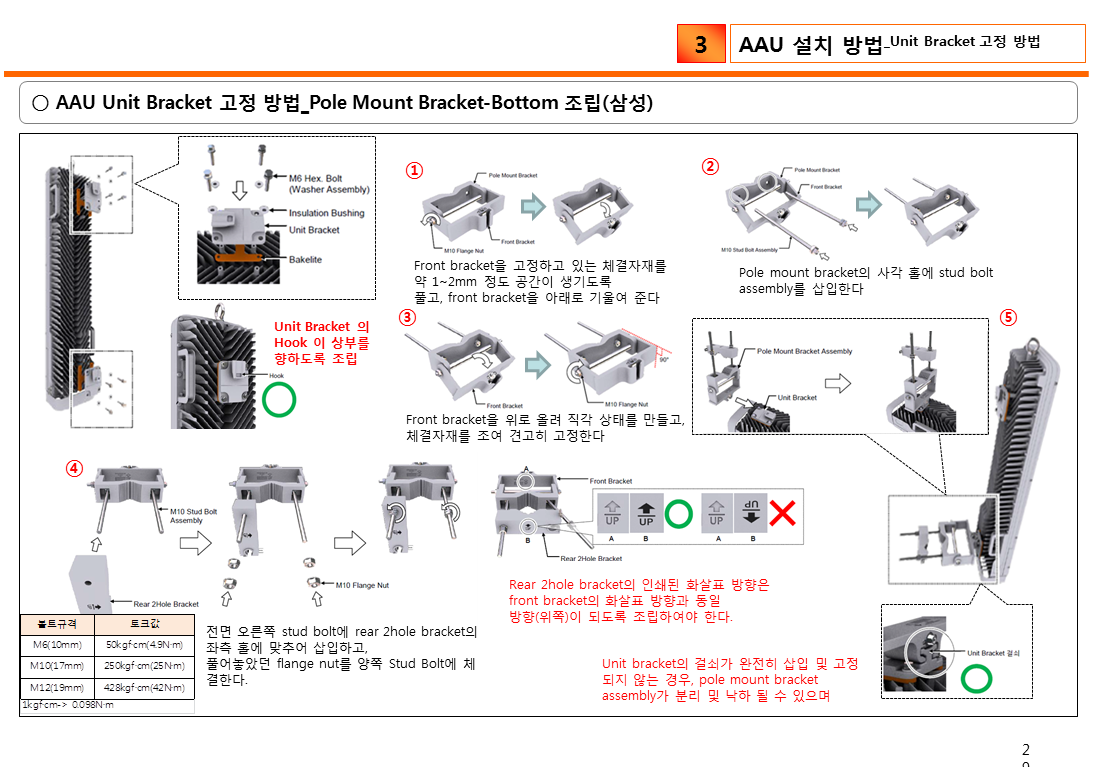 3
AAU 설치 방법_Unit Bracket 고정 방법
○ AAU Unit Bracket 고정 방법_Pole Mount Bracket-Bottom 조립(삼성)
M6 Hex. Bolt
(Washer Assembly)
Insulation Bushing
Unit Bracket
Bakelite
Unit Bracket 의
Hook 이 상부를
향하도록 조립
Hook
①
Pole Mount Bracket
Front Bracket
M10 Flange Nut
Front bracket을 고정하고 있는 체결자재를
약 1~2mm 정도 공간이 생기도록
풀고, front bracket을 아래로 기울여 준다
②
Pole Mount Bracket
Front Bracket
M10 Stud Bolt Assembly
Pole mount bracket의 사각 홀에 stud bolt
assembly를 삽입한다
③
Front Bracket
90°
M10 Flange Nut
Front bracket을 위로 올려 직각 상태를 만들고,
체결자재를 조여 견고히 고정한다
⑤
Pole Mount Bracket Assembly
Unit Bracket
④
M10 Stud Bolt
Assembly
Rear 2Hole Bracket
M10 Flange Nut
전면 오른쪽 stud bolt에 rear 2hole bracket의
좌측 홀에 맞추어 삽입하고,
풀어놓았던 flange nut를 양쪽 Stud Bolt에 체
결한다.
A
Front Bracket
B
Rear 2Hole Bracket
UP UP UP UP
A B A B
Rear 2hole bracket의 인쇄된 화살표 방향은
front bracket의 화살표 방향과 동일
방향(위쪽)이 되도록 조립하여야 한다.
Unit bracket의 걸쇠가 완전히 삽입 및 고정
되지 않는 경우, pole mount bracket
assembly가 분리 및 낙하 될 수 있으며
Unit Bracket 걸쇠
볼트규격 토크값
M6(10mm) 50kgf·cm(4.9N·m)
M10(17mm) 250kgf·cm(25N·m)
M12(19mm) 428kgf·cm(42N·m)
1kgf·cm-> 0.098N·m
2